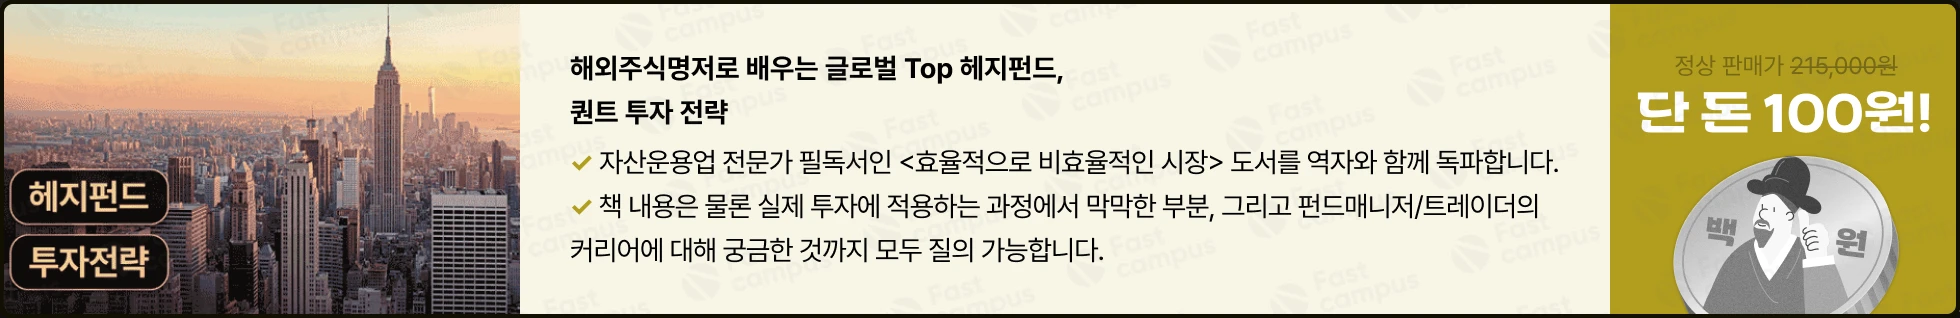 헤지펀드
투자전략
해외주식명저로 배우는 글로벌 Top 헤지펀드,
퀀트 투자 전략
✓ 자산운용업 전문가 필독서인 <효율적으로 비효율적인 시장> 도서를 역자와 함께 독파합니다.
✓ 책 내용은 물론 실제 투자에 적용하는 과정에서 막막한 부분, 그리고 펀드매니저/트레이더의
커리어에 대해 궁금한 것까지 모두 질의 가능합니다.
정상 판매가 215,000원
단 돈 100원!
백 원
Fast campus